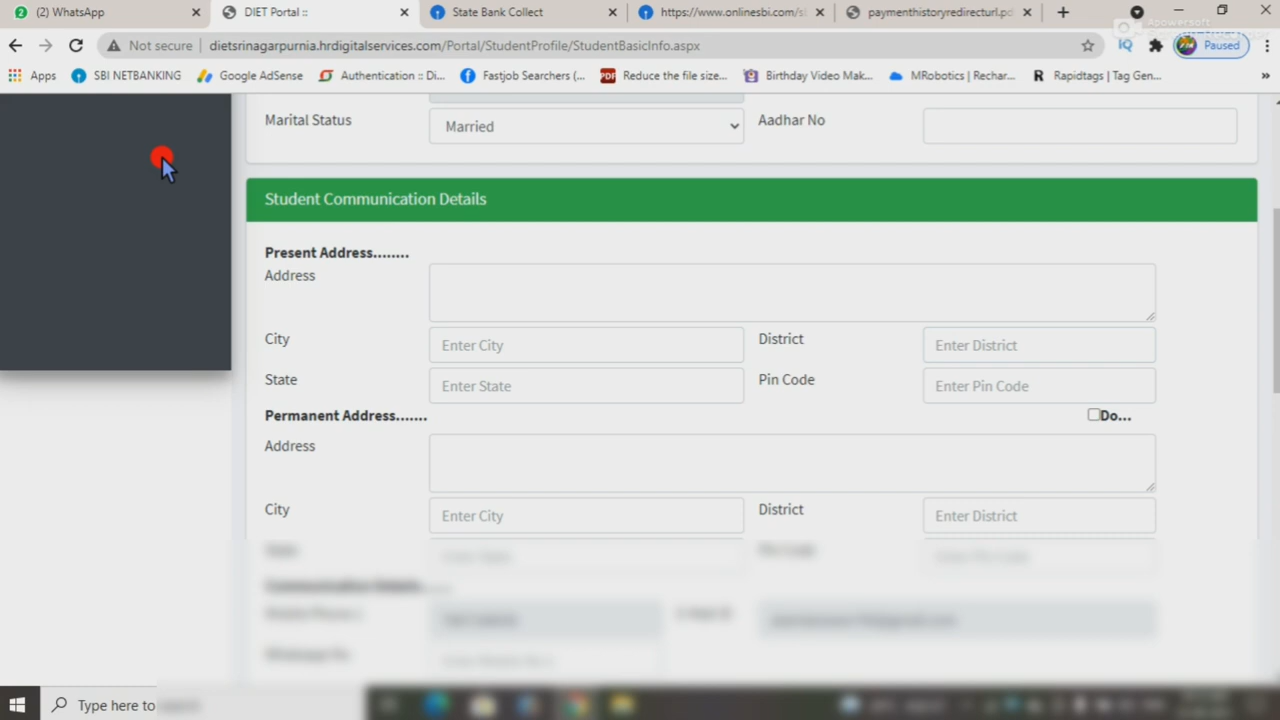 (2) WhatsApp
DIET Portal ::
State Bank Collect
https://www.onlinesbi.com/s
paymenthistoryredirecturl.pd
Apowersoft
Not secure
dietsrinagarpurnia.hrdigitalservices.com/Portal/StudentProfile/StudentBasicInfo.aspx
Paused
Apps
SBI NETBANKING
Google AdSense
Authentication :: Di...
Fastjob Searchers (...
Reduce the file size...
Birthday Video Mak...
MRobotics | Rechar...
Rapidtags | Tag Gen...
Marital Status
Married
Aadhar No
Student Communication Details
Present Address........
Address
City
Enter City
District
Enter District
State
Enter State
Pin Code
Enter Pin Code
Permanent Address.......
Do...
Address
City
Enter City
District
Enter District
Type here to